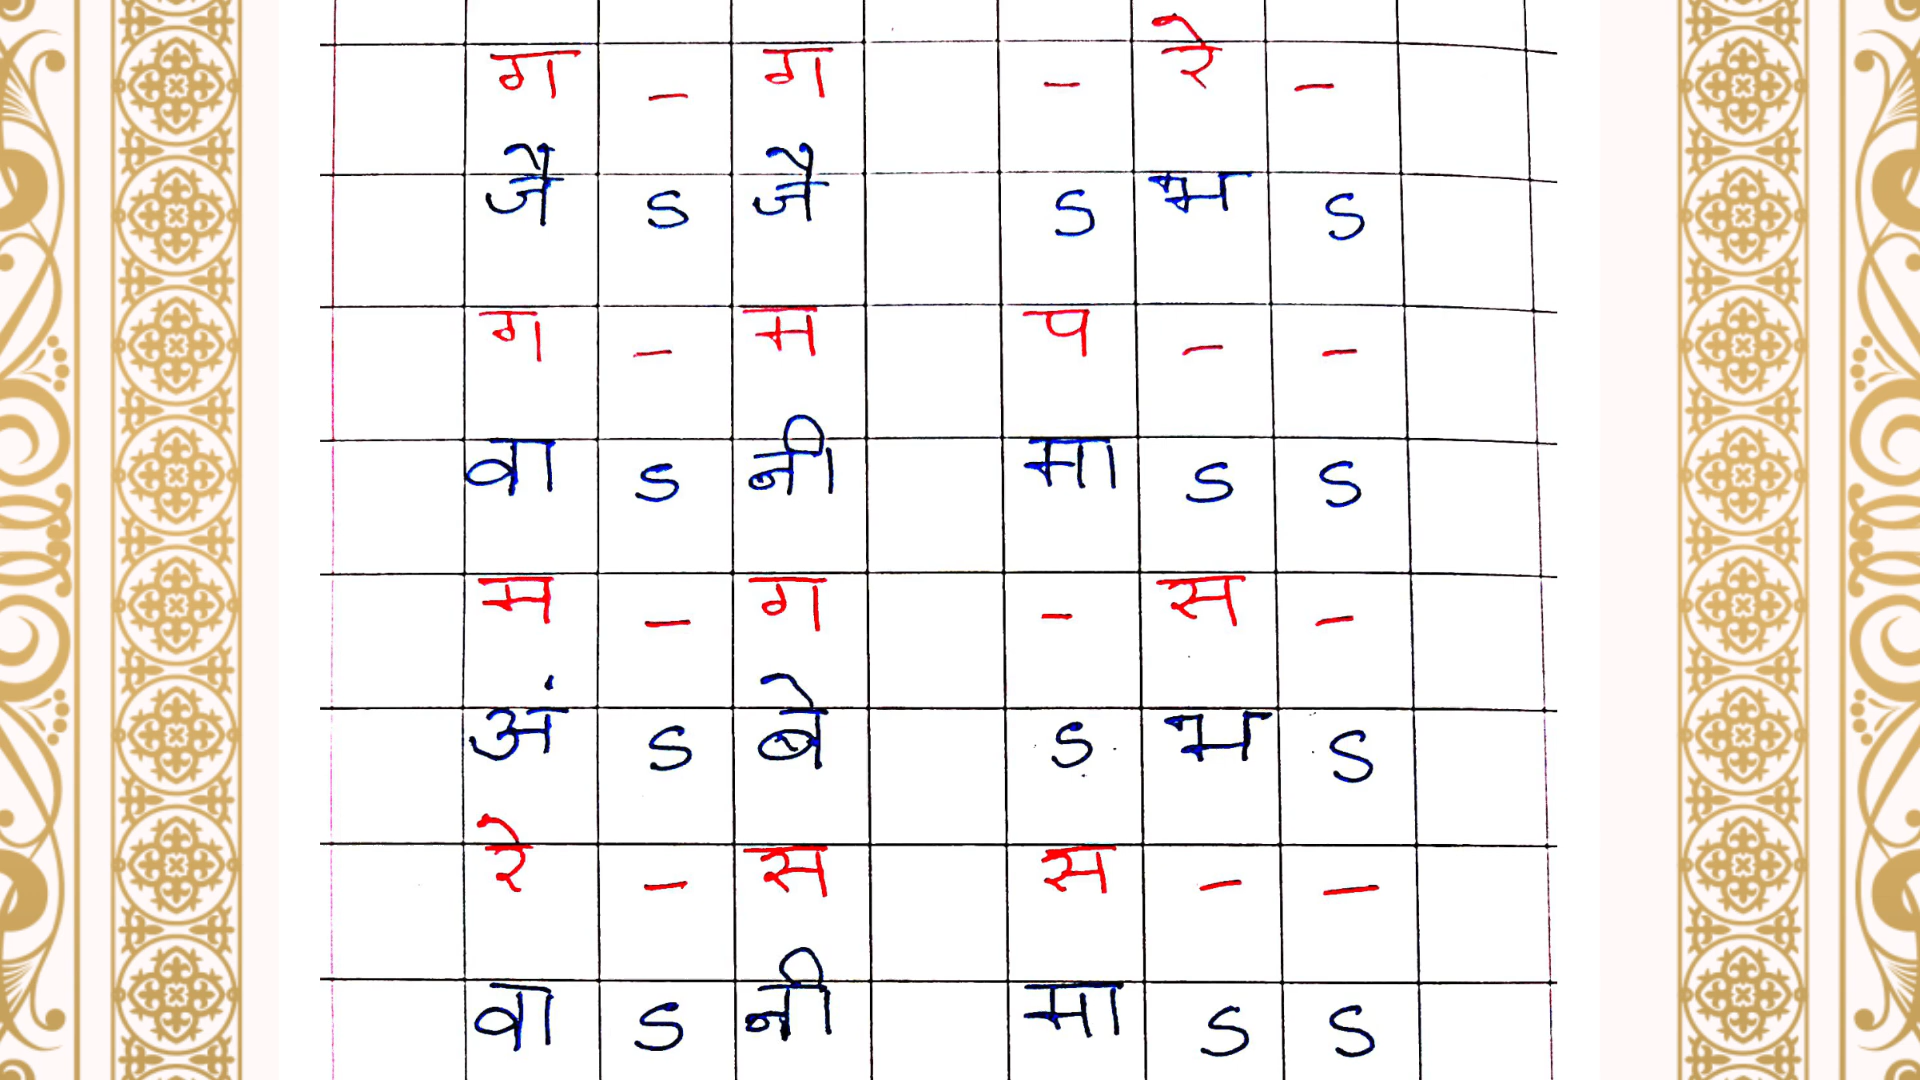 ग - ग - रे -
जै ऽ जै ऽ भ ऽ
ग - म प - -
वा ऽ नी मा ऽ ऽ
म - ग - स -
अं ऽ बे ऽ भ ऽ
रे - स स - -
वा ऽ नी मा ऽ ऽ